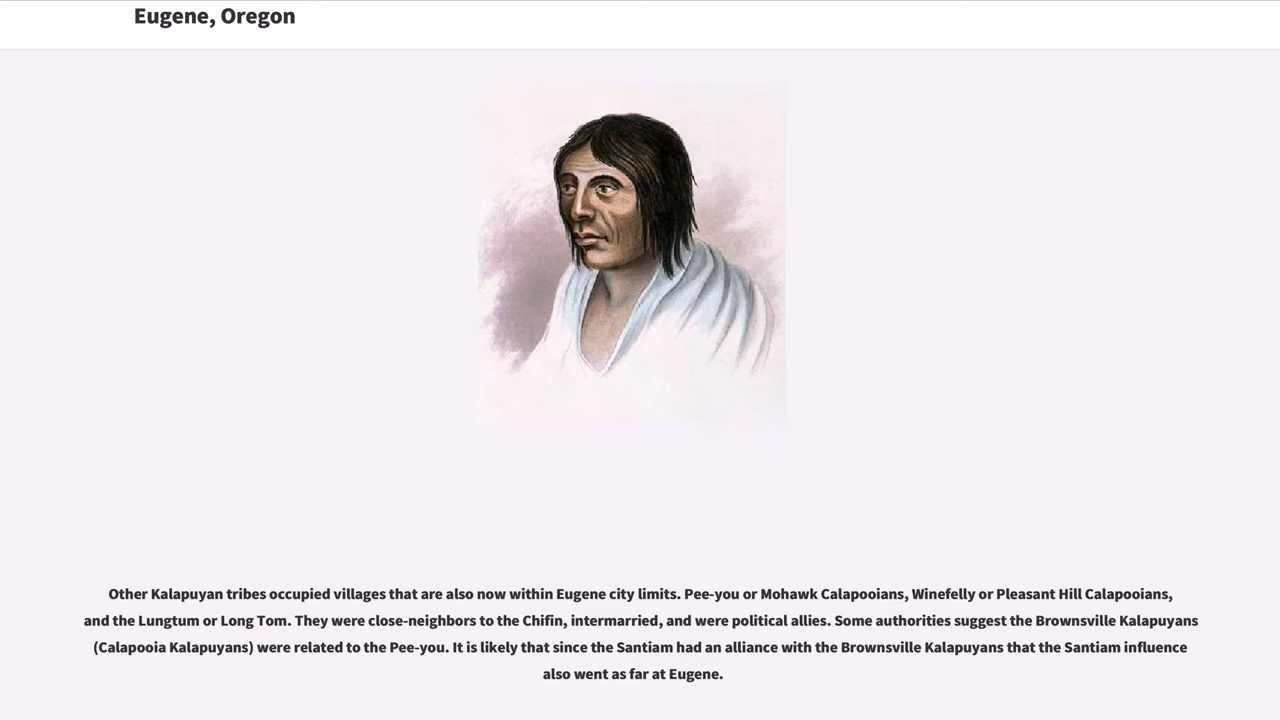 Eugene, Oregon
Other Kalapuyan tribes occupied villages that are also now within Eugene city limits. Pee-you or Mohawk Calapooians, Winefelly or Pleasant Hill Calapooians,
and the Lungtum or Long Tom. They were close-neighbors to the Chifin, intermarried, and were political allies. Some authorities suggest the Brownsville Kalapuyans
(Calapooia Kalapuyans) were related to the Pee-you. It is likely that since the Santiam had an alliance with the Brownsville Kalapuyans that the Santiam influence
also went as far at Eugene.